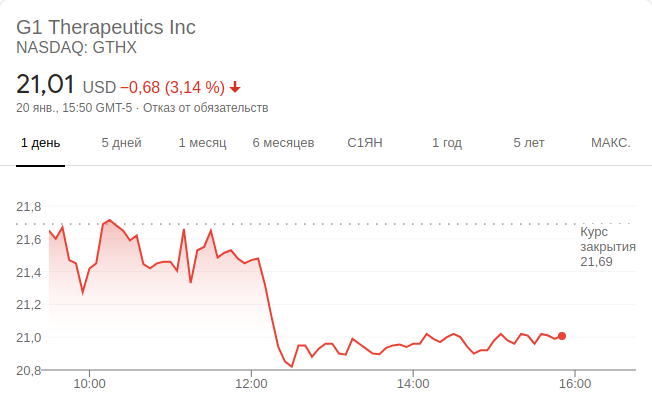 G1 Therapeutics Inc
NASDAQ: GTHX
21,01 USD −0,68 (3,14 %)
20 янв., 15:50 GMT-5 · Отказ от обязательств
1 день 5 дней 1 месяц 6 месяцев С1ЯН 1 год 5 лет МАКС.
21,8
21,6
21,4
21,2
21,0
20,8
Курс
закрытия
21,69
10:00 12:00 14:00 16:00